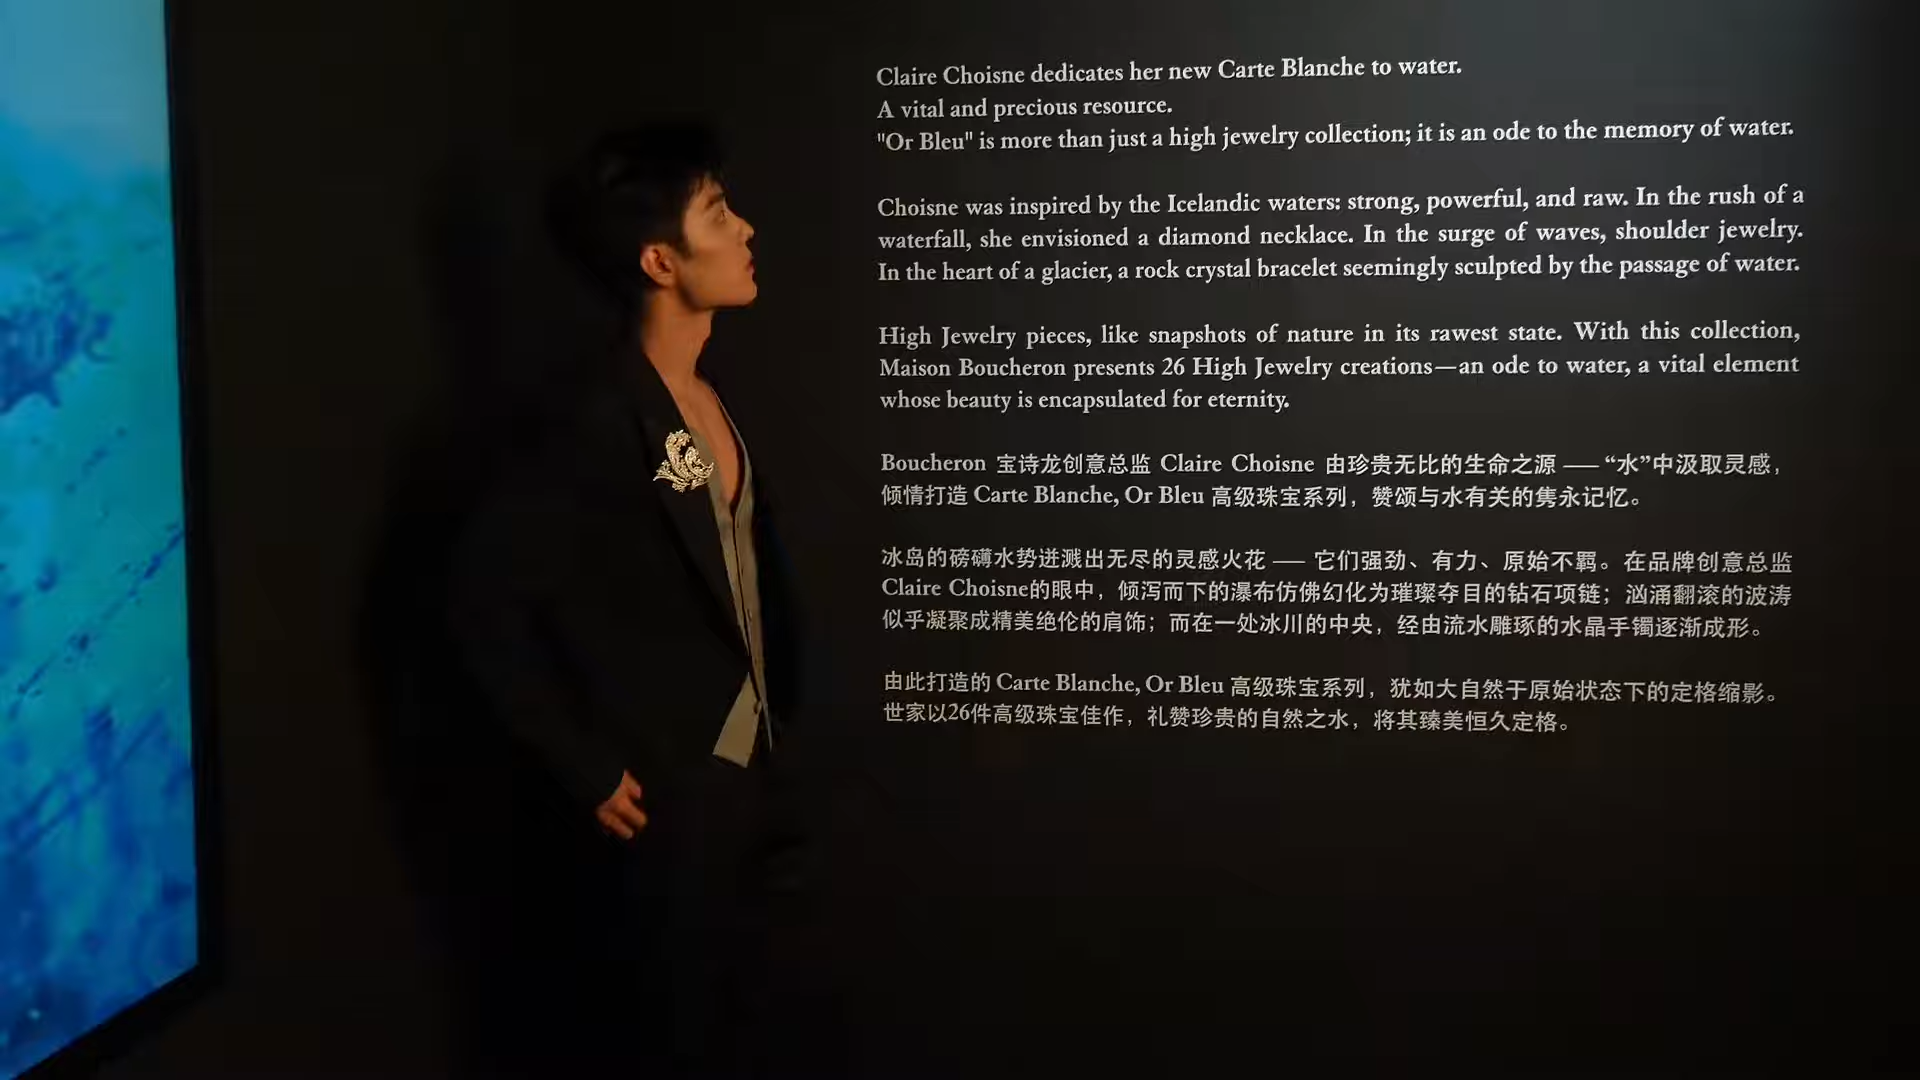 Claire Choisne dedicates her new Carte Blanche to water.
A vital and precious resource.
"Or Bleu" is more than just a high jewelry collection; it is an ode to the memory of water.
Choisne was inspired by the Icelandic waters: strong, powerful, and raw. In the rush of a
waterfall, she envisioned a diamond necklace. In the surge of waves, shoulder jewelry.
In the heart of a glacier, a rock crystal bracelet seemingly sculpted by the passage of water.
High Jewelry pieces, like snapshots of nature in its rawest state. With this collection,
Maison Boucheron presents 26 High Jewelry creations—an ode to water, a vital element
whose beauty is encapsulated for eternity.
Boucheron 宝诗龙创意总监 Claire Choisne 由珍贵无比的生命之源 —— “水”中汲取灵感，
倾情打造 Carte Blanche, Or Bleu 高级珠宝系列，赞颂与水有关的隽永记忆。
冰岛的磅礴水势迸溅出无尽的灵感火花 —— 它们强劲、有力、原始不羁。在品牌创意总监
Claire Choisne的眼中，倾泻而下的瀑布仿佛幻化为璀璨夺目的钻石项链；汹涌翻滚的波涛
似乎凝聚成精美绝伦的肩饰；而在一处冰川的中央，经由流水雕琢的水晶手镯逐渐成形。
由此打造的 Carte Blanche, Or Bleu 高级珠宝系列，犹如大自然于原始状态下的定格缩影。
世家以26件高级珠宝佳作，礼赞珍贵的自然之水，将其臻美恒久定格。